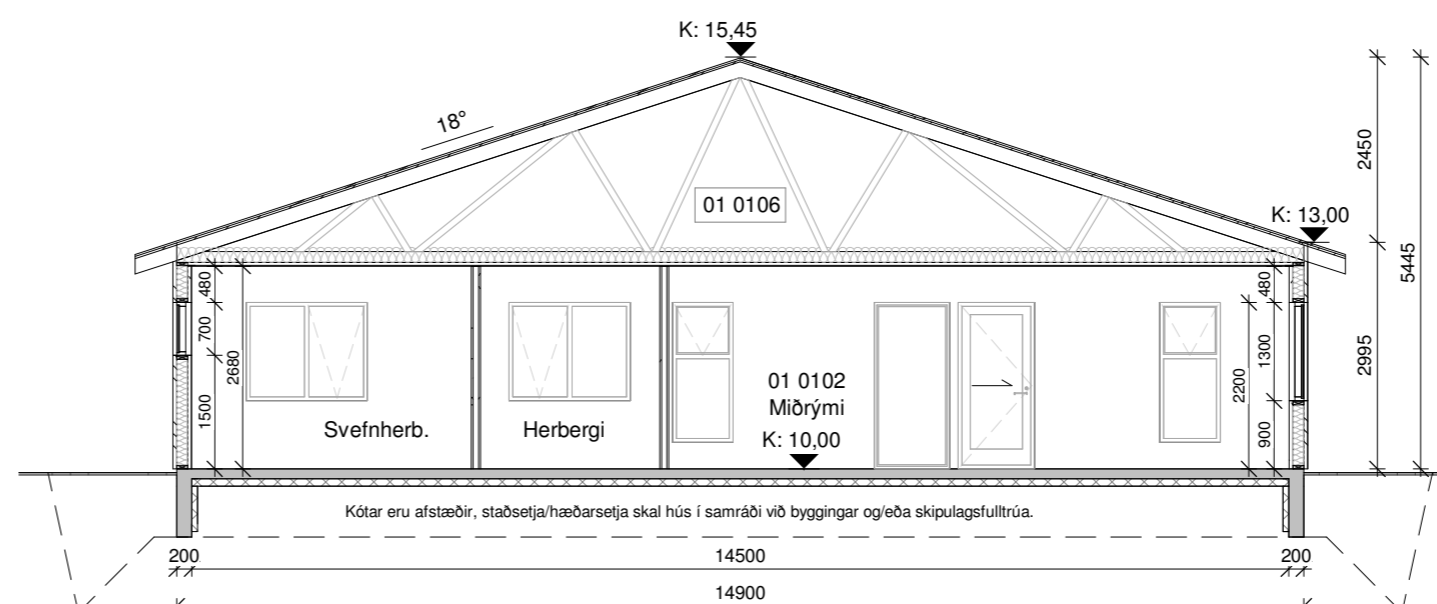 K: 15,45
18°
01 0106
K: 13,00
2450
5445
2995
480
700
1500
2680
480
1300
900
2200
01 0102
Miðrými
K: 10,00
Svefnherb.
Herbergi
Kótar eru afstæðir, staðsetja/hæðarsetja skal hús í samráði við byggingar og/eða skipulagsfulltrúa.
200
14500
200
14900